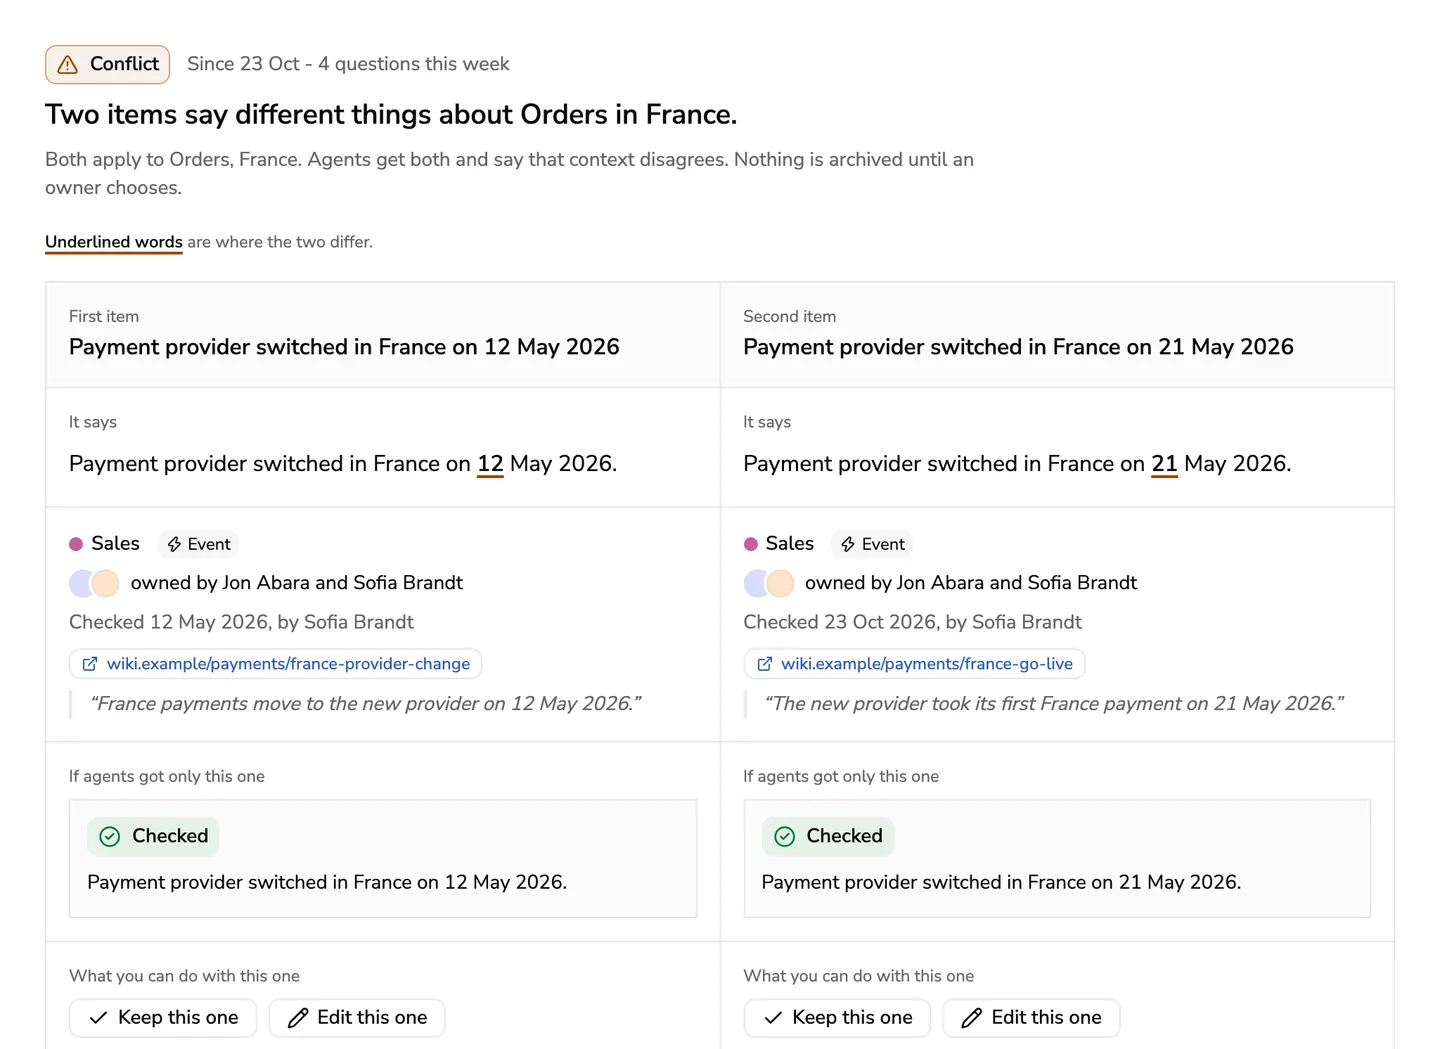 Conflict Since 23 Oct - 4 questions this week
Two items say different things about Orders in France.
Both apply to Orders, France. Agents get both and say that context disagrees. Nothing is archived until an
owner chooses.
Underlined words are where the two differ.
First item
Payment provider switched in France on 12 May 2026
Second item
Payment provider switched in France on 21 May 2026
It says
Payment provider switched in France on 12 May 2026.
It says
Payment provider switched in France on 21 May 2026.
Sales Event
owned by Jon Abara and Sofia Brandt
Checked 12 May 2026, by Sofia Brandt
wiki.example/payments/france-provider-change
“France payments move to the new provider on 12 May 2026.”
Sales Event
owned by Jon Abara and Sofia Brandt
Checked 23 Oct 2026, by Sofia Brandt
wiki.example/payments/france-go-live
“The new provider took its first France payment on 21 May 2026.”
If agents got only this one
Checked
Payment provider switched in France on 12 May 2026.
If agents got only this one
Checked
Payment provider switched in France on 21 May 2026.
What you can do with this one
Keep this one Edit this one
What you can do with this one
Keep this one Edit this one